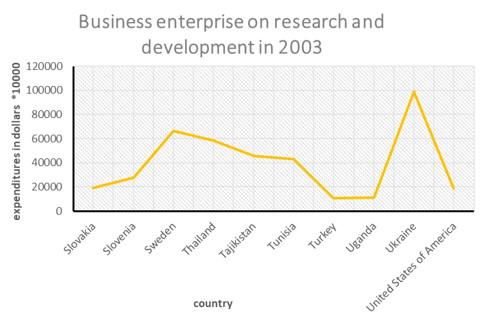 Business enterprise on research and
development in 2003
expenditures in dollars *10000
120000
100000
80000
60000
40000
20000
0
Slovakia
Slovenia
Sweden
Thailand
Tajikistan
Tunisia
Turkey
Uganda
Ukraine
United States of America
country